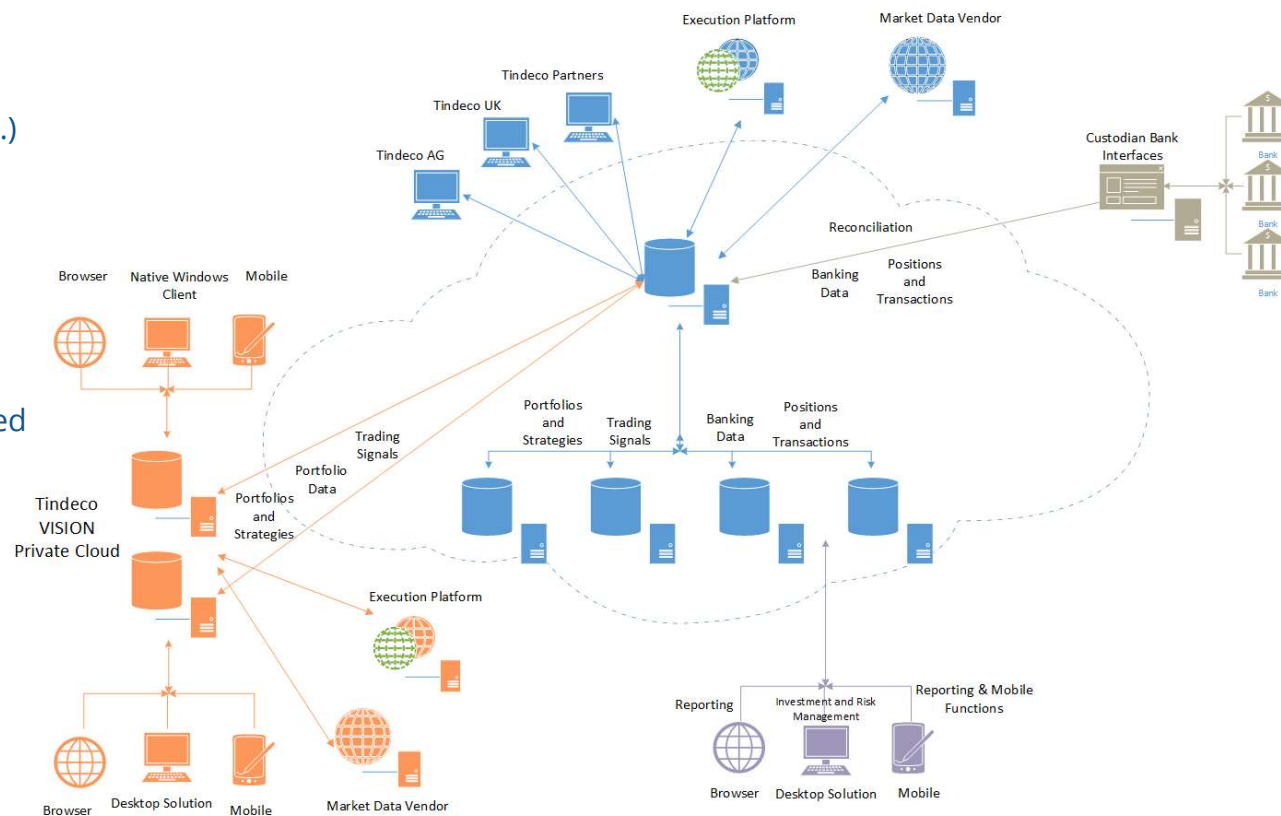 .)
ed
Execution Platform
Market Data Vendor
Tindeco Partners
Tindeco UK
Tindeco AG
Custodian Bank
Interfaces
$
Bank
$
Bank
$
Bank
Reconciliation
Banking
Data
Positions
and
Transactions
Browser
Native Windows
Client
Mobile
Portfolios
and
Strategies
Trading
Signals
Banking
Data
Positions
and
Transactions
Trading
Signals
Portfolio
Data
Portfolios
and
Strategies
Tindeco
VISION
Private Cloud
Execution Platform
Market Data Vendor
Browser
Desktop Solution
Mobile
Reporting
Investment and Risk
Management
Reporting & Mobile
Functions
Browser
Desktop Solution
Mobile